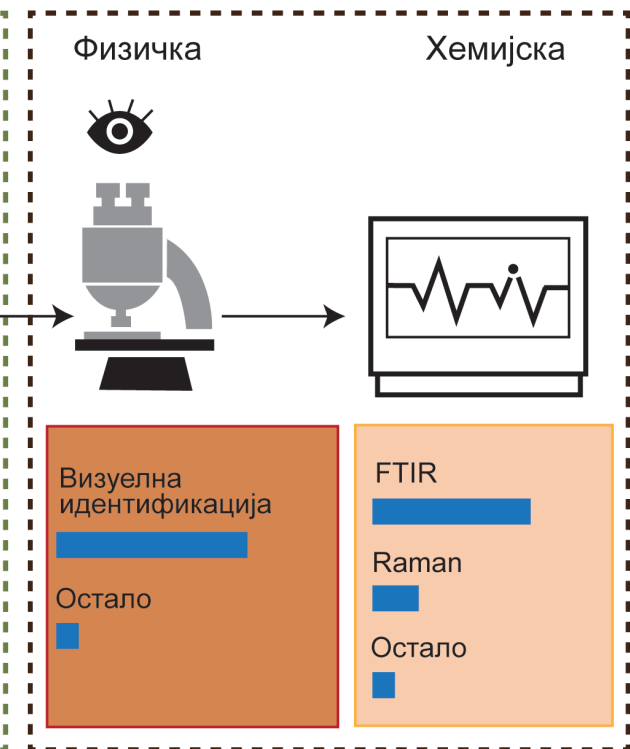 Физичка
Хемијска
Визуелна
идентификација
Остало
FTIR
Raman
Остало